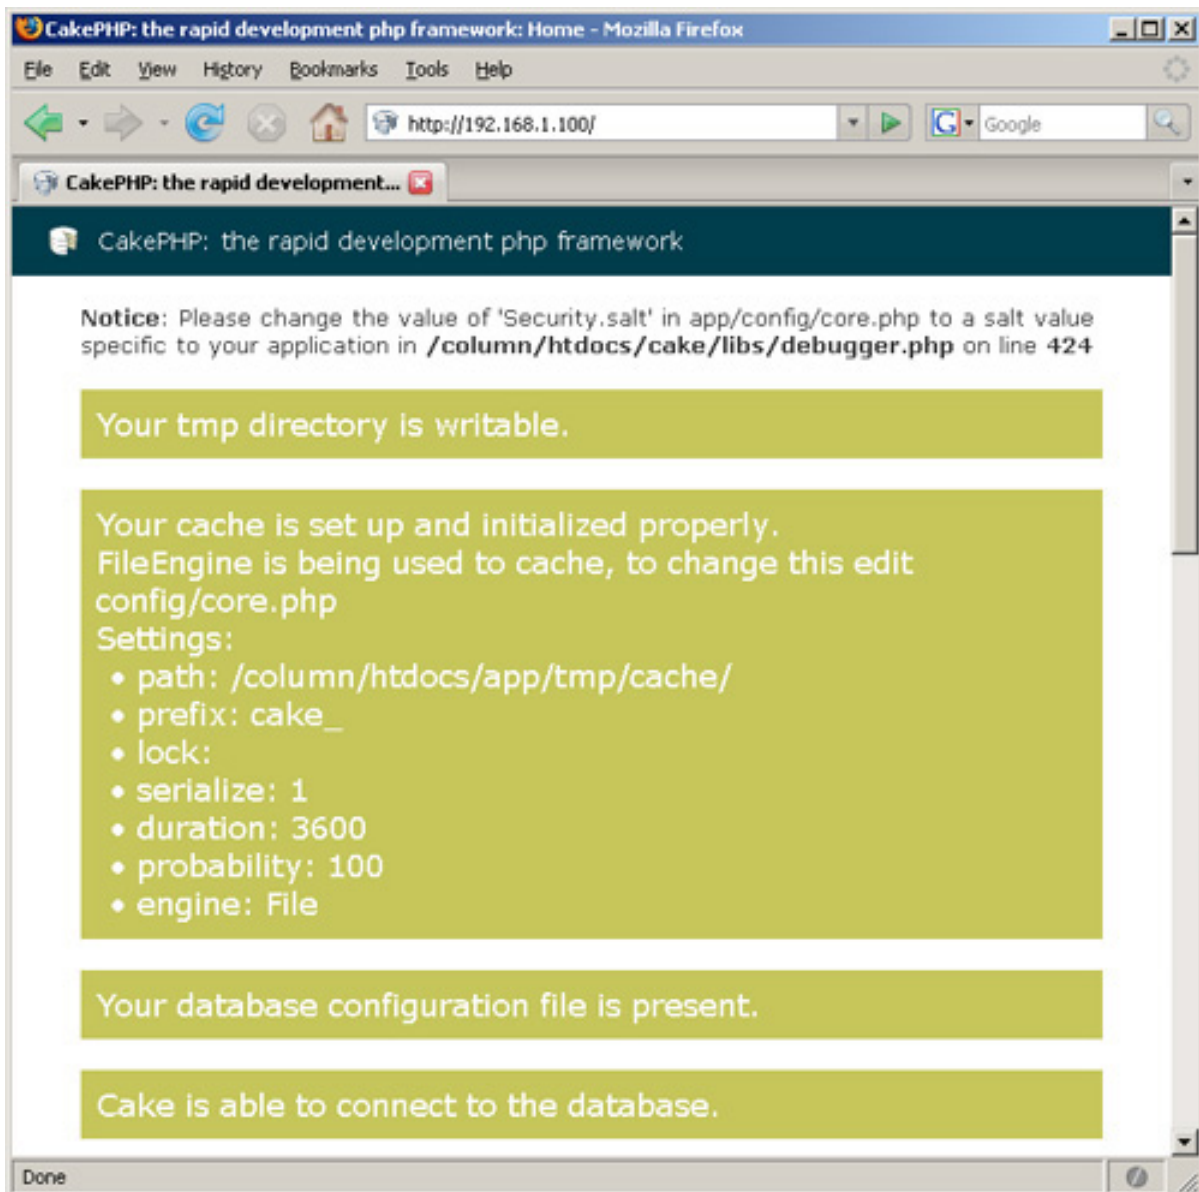 CakePHP: the rapid development php framework: Home - Mozilla Firefox
File Edit View History Bookmarks Tools Help
http://192.168.1.100/ Google
CakePHP: the rapid development...
CakePHP: the rapid development php framework
Notice: Please change the value of 'Security.salt' in app/config/core.php to a salt value
specific to your application in /column/htdocs/cake/libs/debugger.php on line 424
Your tmp directory is writable.
Your cache is set up and initialized properly.
FileEngine is being used to cache, to change this edit
config/core.php
Settings:
• path: /column/htdocs/app/tmp/cache/
• prefix: cake_
• lock:
• serialize: 1
• duration: 3600
• probability: 100
• engine: File
Your database configuration file is present.
Cake is able to connect to the database.
Done